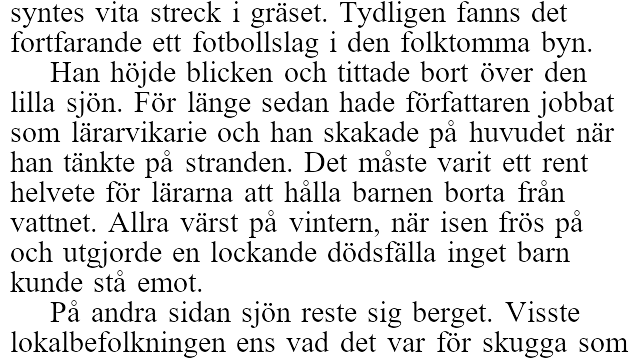 syntes vita streck i gräset. Tydligen fanns det
fortfarande ett fotbollslag i den folktomma byn.
Han höjde blicken och tittade bort över den
lilla sjön. För länge sedan hade författaren jobbat
som lärarvikarie och han skakade på huvudet när
han tänkte på stranden. Det måste varit ett rent
helvete för lärarna att hålla barnen borta från
vattnet. Allra värst på vintern, när isen frös på
och utgjorde en lockande dödsfälla inget barn
kunde stå emot.
På andra sidan sjön reste sig berget. Visste
lokalbefolkningen ens vad det var för skugga som